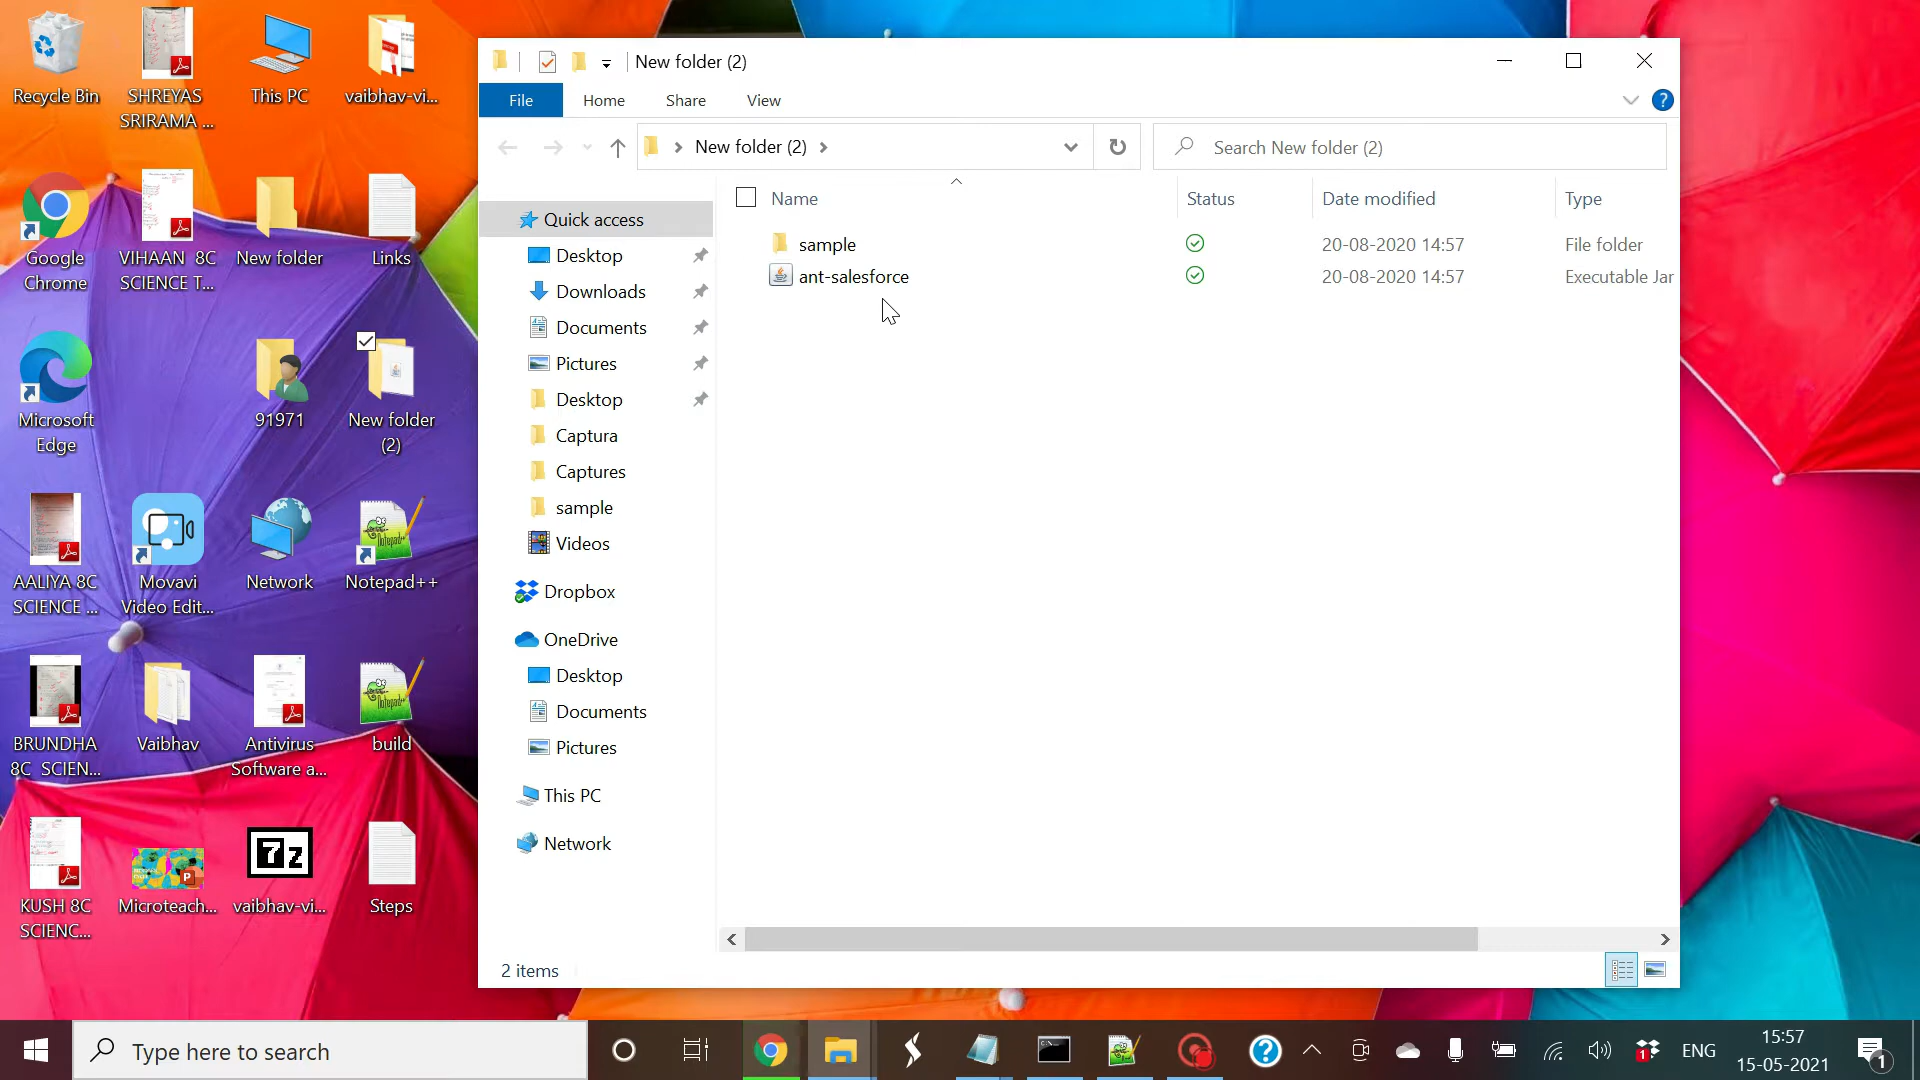 Recycle Bin
SHREYAS
SRIRAMA ...
This PC
vaibhav-vi...
Google
Chrome
VIHAAN 8C
SCIENCE T...
New folder
Links
Microsoft
Edge
91971
New folder
(2)
AALIYA 8C
SCIENCE ...
Movavi
Video Edit...
Network
Notepad++
BRUNDHA
8C SCIEN...
Vaibhav
Antivirus
Software a...
build
KUSH 8C
SCIENC...
Microteach...
7z
vaibhav-vi...
Steps
New folder (2)
File
Home
Share
View
?
New folder (2)
Search New folder (2)
Name
Status
Date modified
Type
sample
20-08-2020 14:57
File folder
ant-salesforce
20-08-2020 14:57
Executable Jar
Quick access
Desktop
Downloads
Documents
Pictures
Desktop
Captura
Captures
sample
Videos
Dropbox
OneDrive
Desktop
Documents
Pictures
This PC
Network
2 items
Type here to search
ENG
15:57
15-05-2021
1